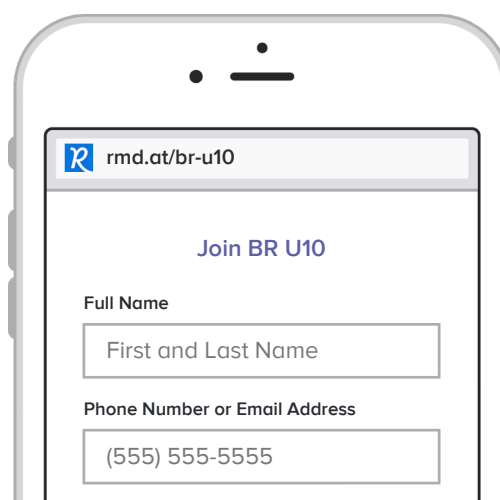 rmd.at/br-u10
Join BR U10
Full Name
First and Last Name
Phone Number or Email Address
(555) 555-5555